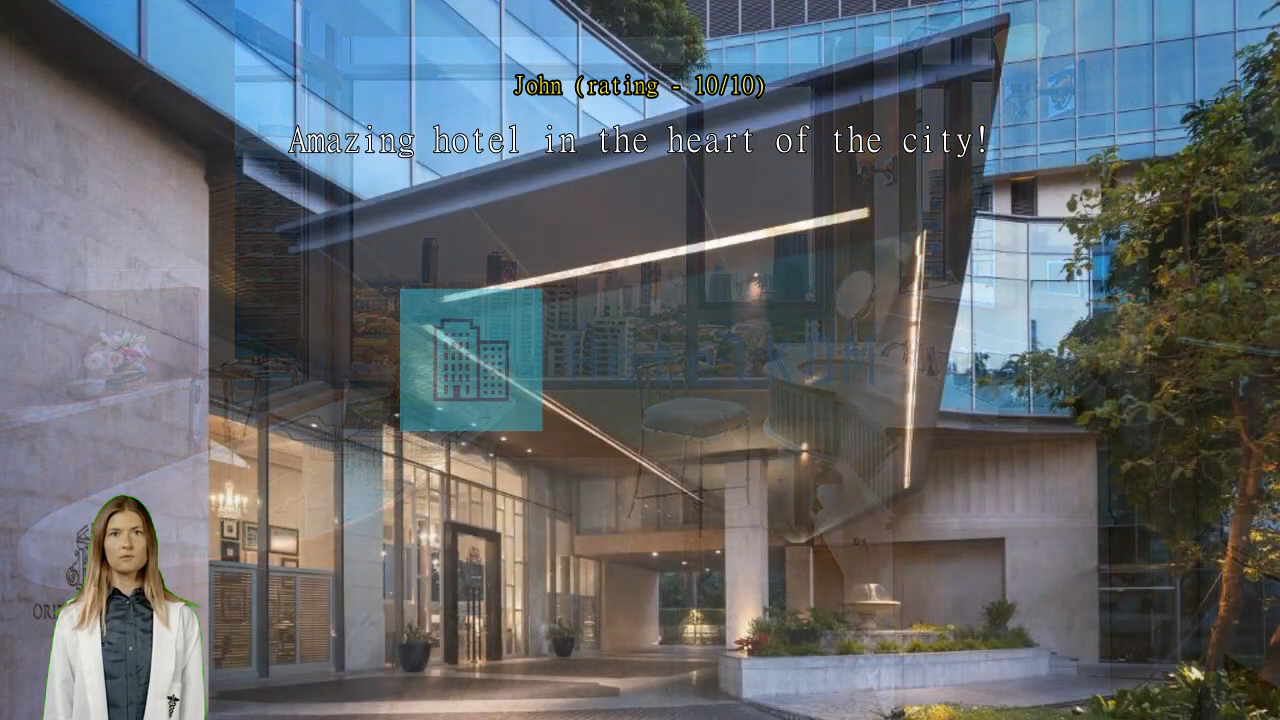 John (rating - 10/10)
Amazing hotel in the heart of the city!